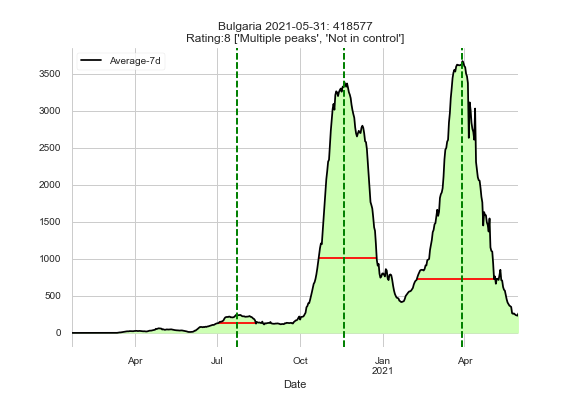 Bulgaria 2021-05-31: 418577
Rating:8 ['Multiple peaks', 'Not in control']
Average-7d
3500
3000
2500
2000
1500
1000
500
0
Apr Jul Oct Jan Apr
2021
Date